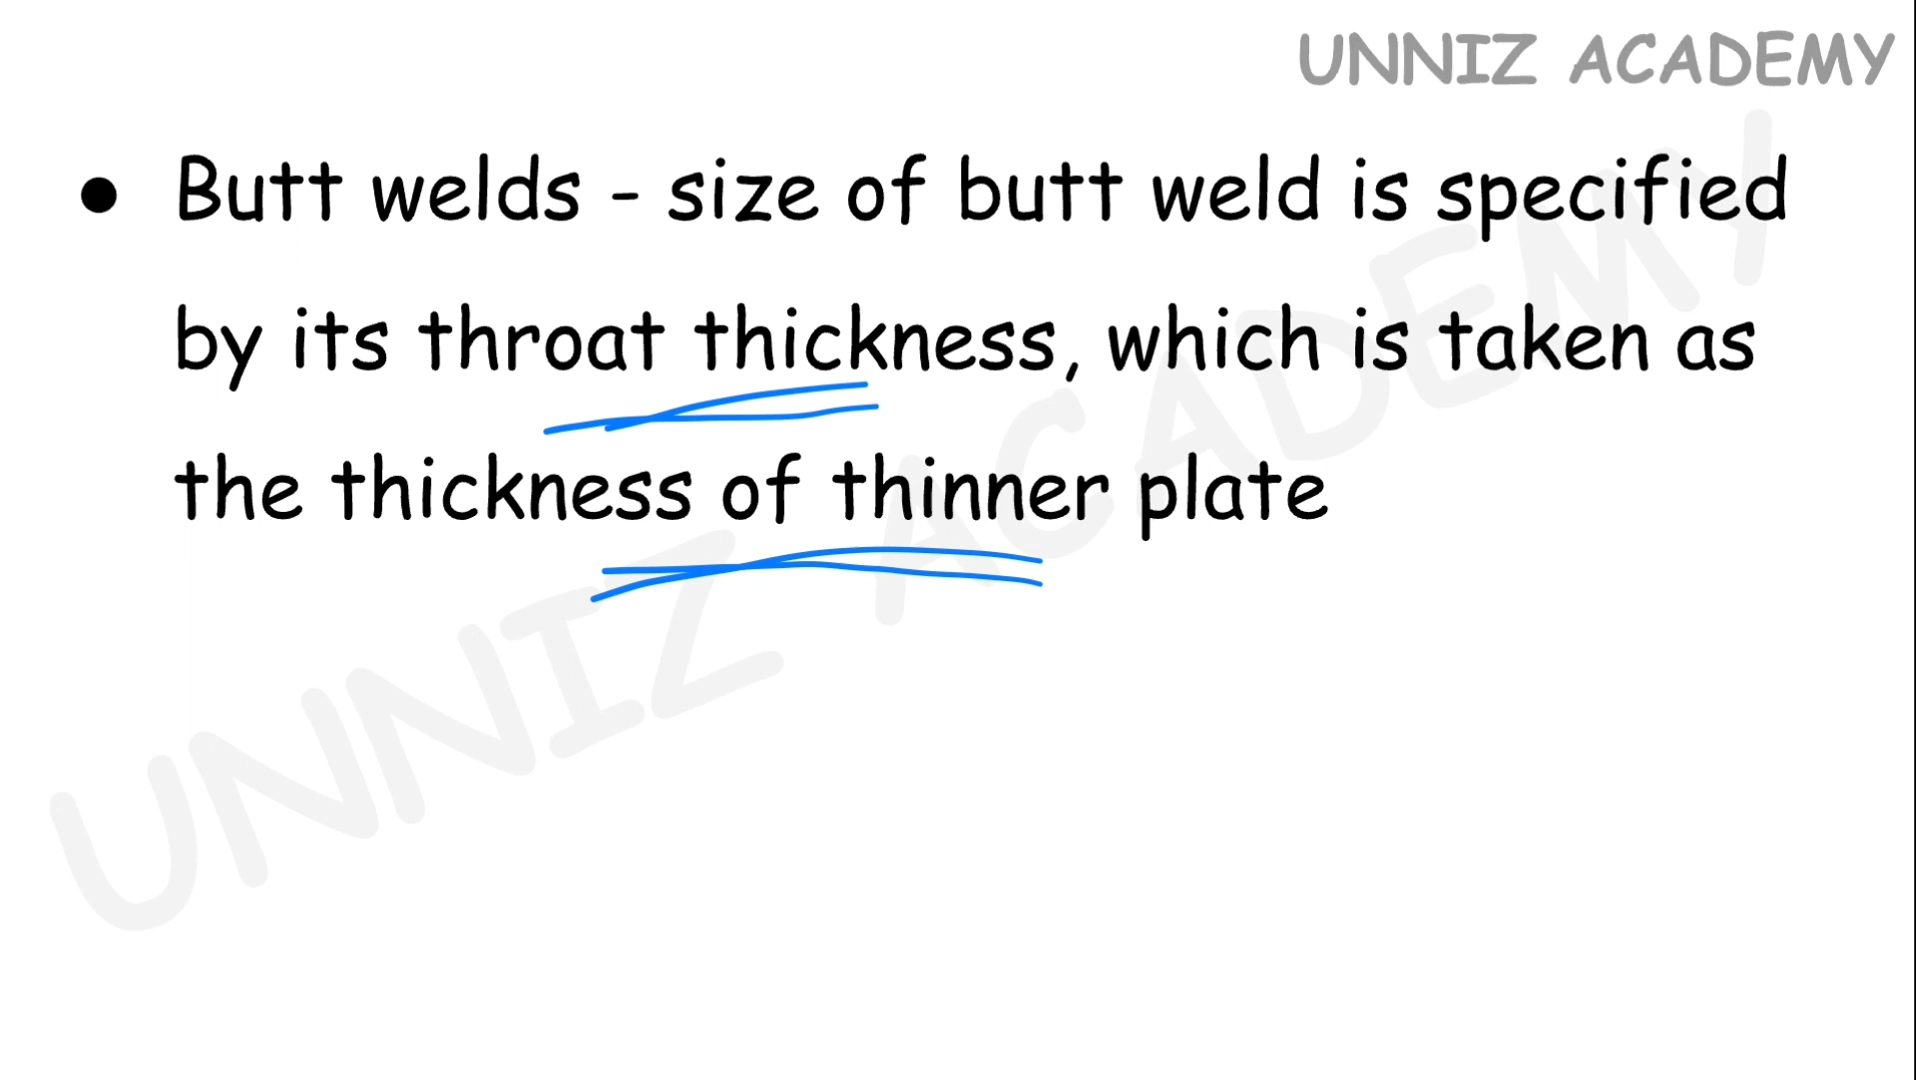 UNNIZ ACADEMY
● Butt welds - size of butt weld is specified
by its throat thickness, which is taken as
the thickness of thinner plate
UNNIZ ACADEMY